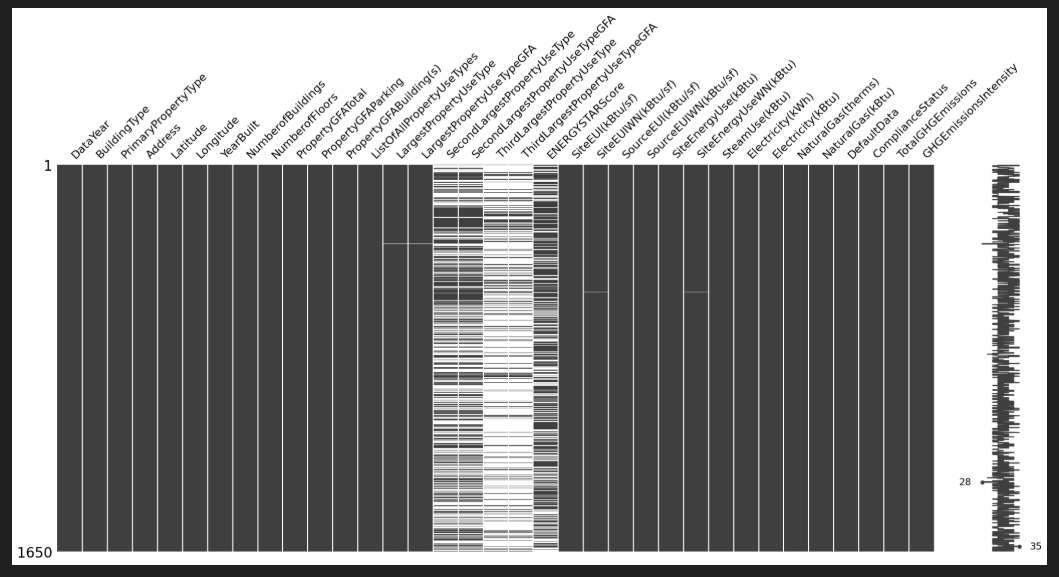 DataYear
BuildingType
PrimaryPropertyType
Address
Latitude
Longitude
YearBuilt
NumberofBuildings
NumberofFloors
PropertyGFATotal
PropertyGFAParking
PropertyGFABuilding(s)
ListOfAllPropertyUseTypes
LargestPropertyUseType
LargestPropertyUseTypeGFA
SecondLargestPropertyUseType
SecondLargestPropertyUseTypeGFA
ThirdLargestPropertyUseType
ThirdLargestPropertyUseTypeGFA
ENERGYSTARScore
SiteEUI(kBtu/sf)
SiteEUIWN(kBtu/sf)
SourceEUI(kBtu/sf)
SourceEUIWN(kBtu/sf)
SiteEnergyUse(kBtu)
SiteEnergyUseWN(kBtu)
SteamUse(kBtu)
Electricity(kWh)
Electricity(kBtu)
NaturalGas(therms)
NaturalGas(kBtu)
DefaultData
ComplianceStatus
TotalGHGEmissions
GHGEmissionsIntensity
1
28
1650
35